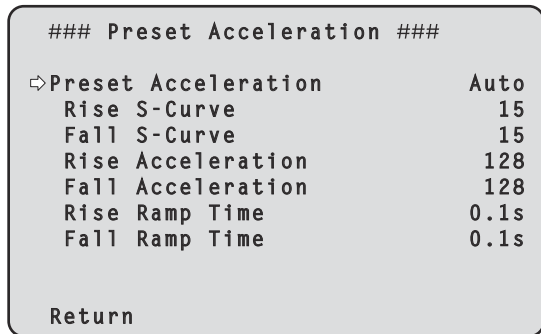 ### Preset Acceleration ###
⇨Preset Acceleration Auto
Rise S-Curve 15
Fall S-Curve 15
Rise Acceleration 128
Fall Acceleration 128
Rise Ramp Time 0.1s
Fall Ramp Time 0.1s
Return